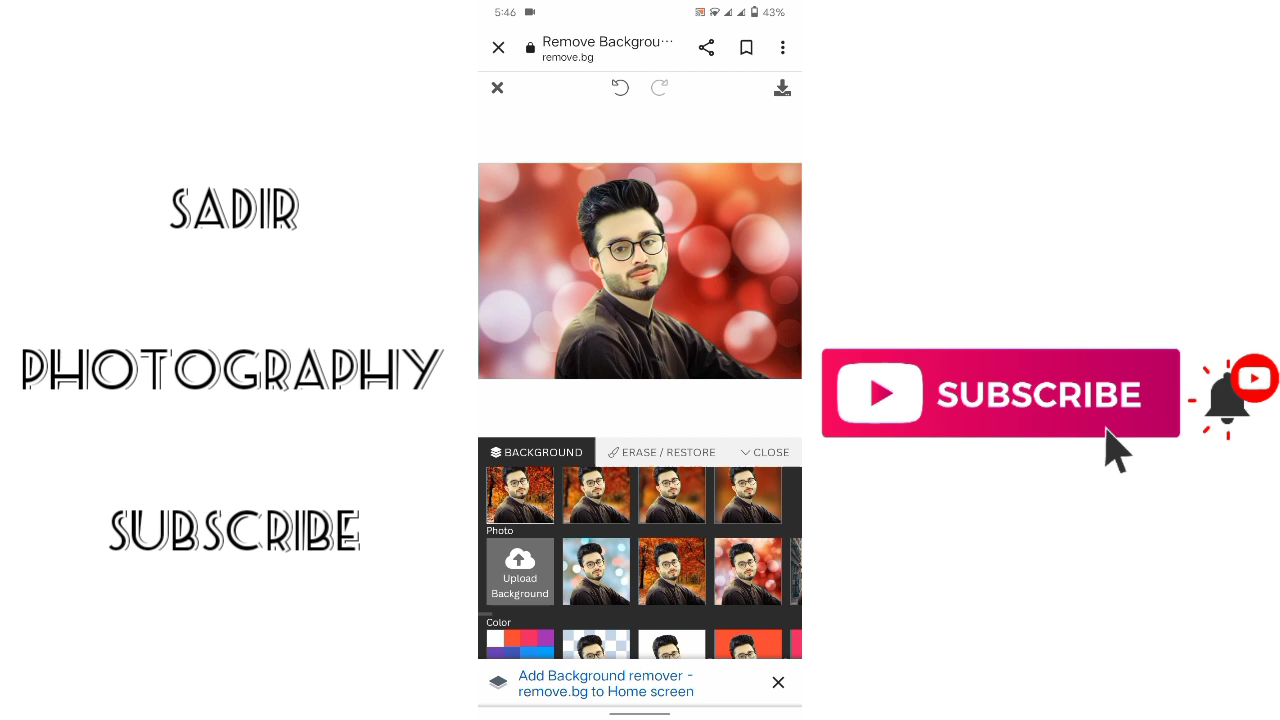 SADIR
PHOTOGRAPHY
SUBSCRIBE
5:46
43%
Remove Backgrou···
remove.bg
BACKGROUND
ERASE / RESTORE
CLOSE
Photo
Upload
Background
Color
Add Background remover -
remove.bg to Home screen
SUBSCRIBE